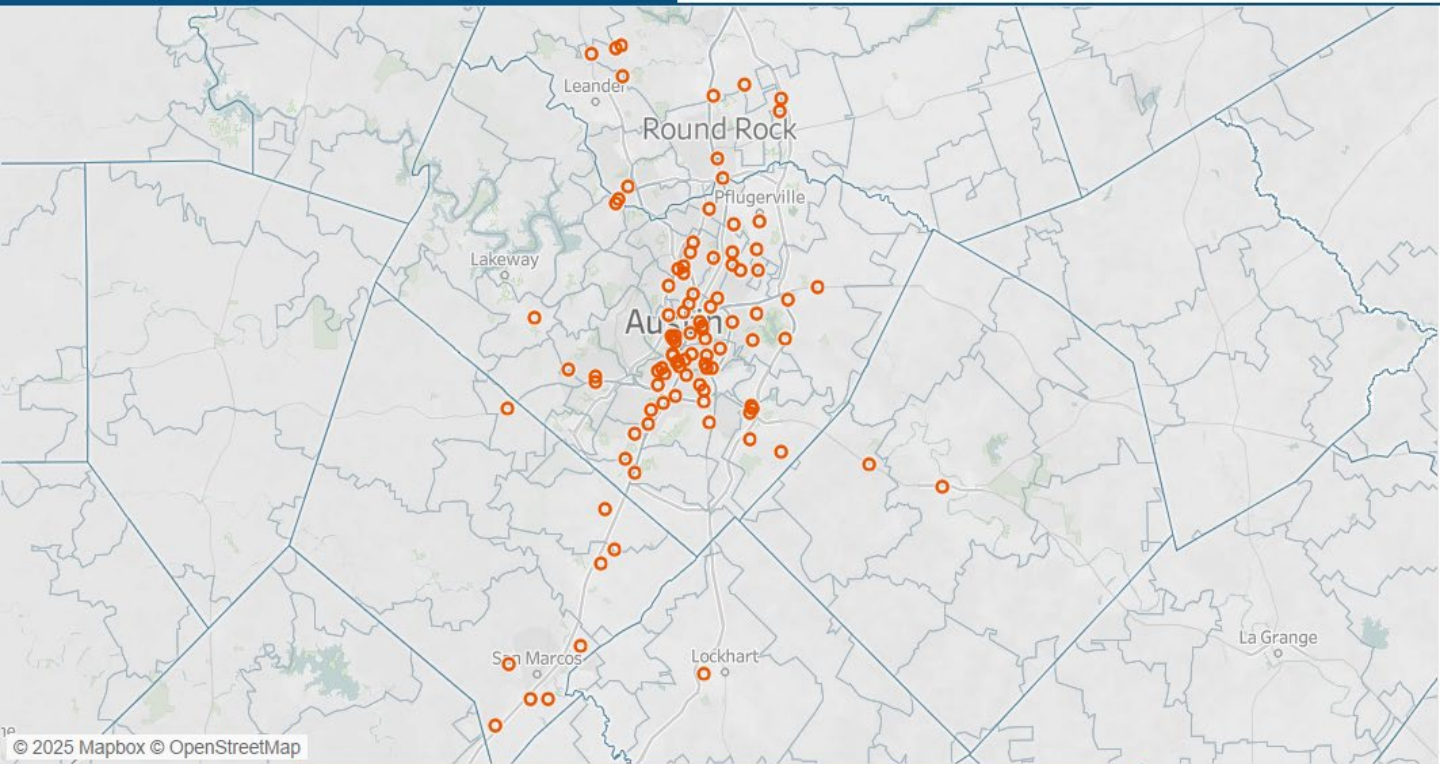 Leander
Round Rock
Pflugerville
Lakeway
Austin
La Grange
San Marcos
Lockhart
© 2025 Mapbox © OpenStreetMap